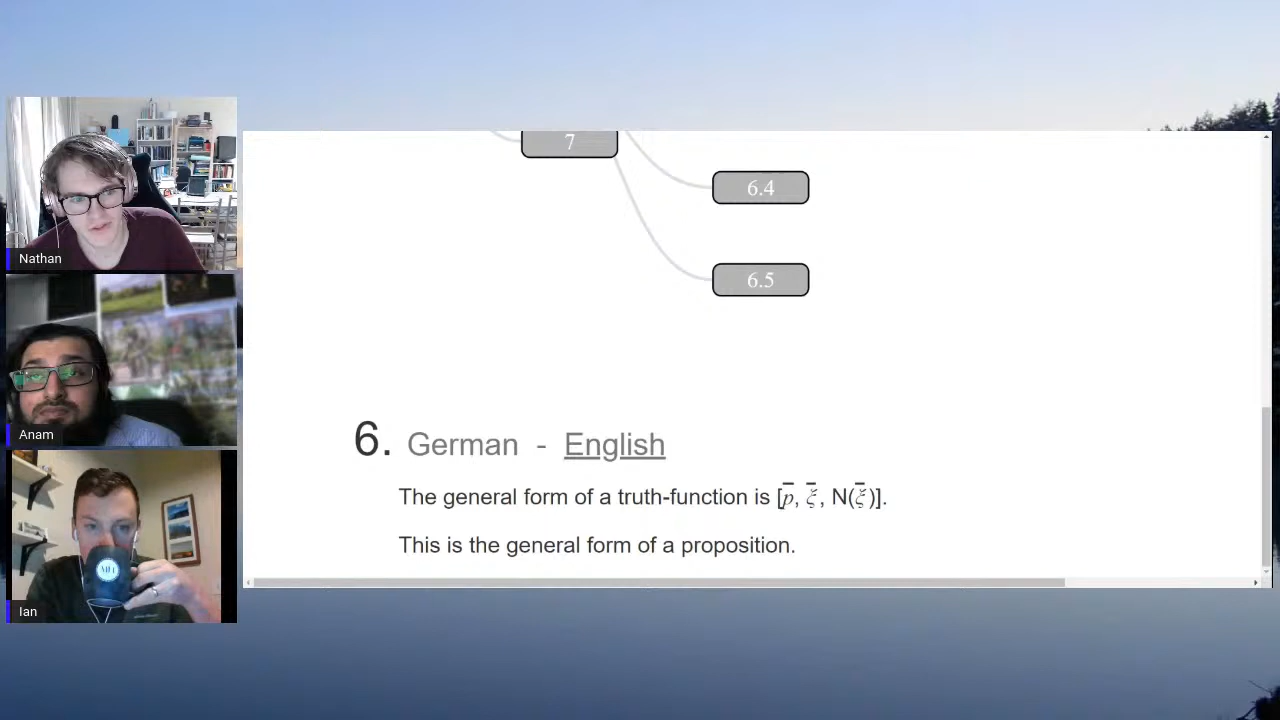 Nathan
Anam
Ian
7
6.4
6.5
6. German - English
The general form of a truth-function is [p̅, ξ̅, N(ξ̅)].
This is the general form of a proposition.